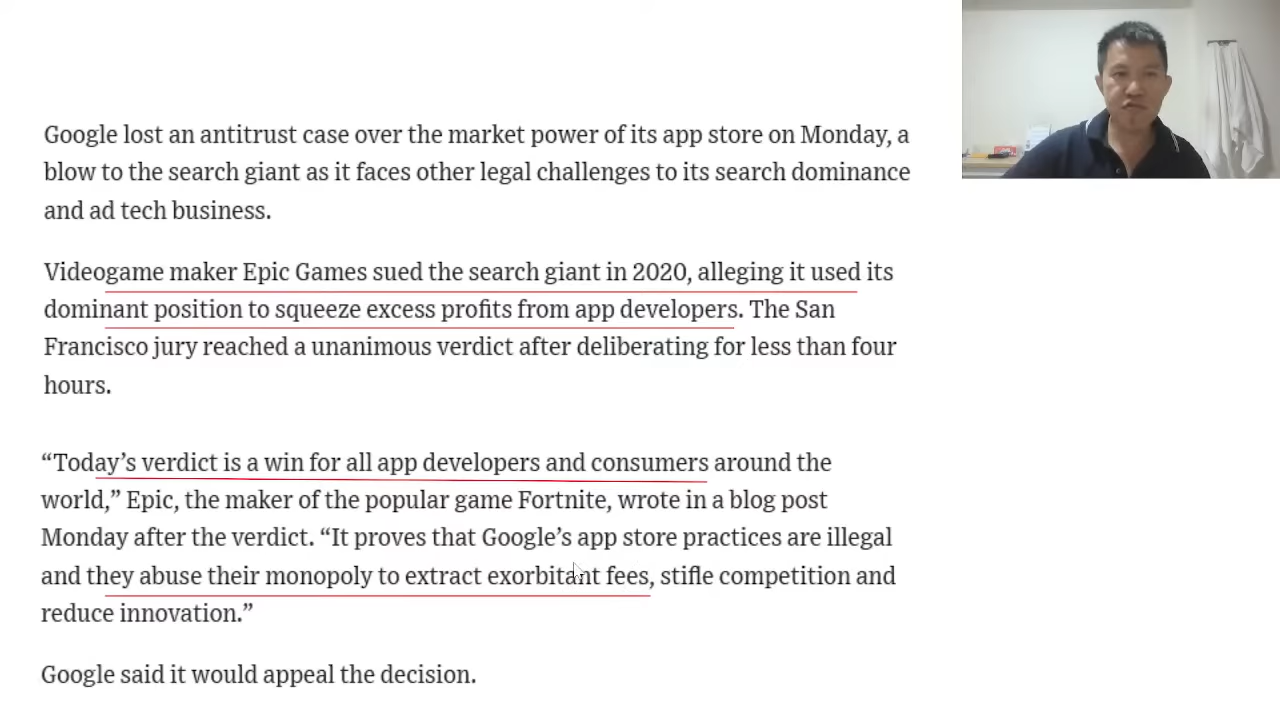 Google lost an antitrust case over the market power of its app store on Monday, a
blow to the search giant as it faces other legal challenges to its search dominance
and ad tech business.
Videogame maker Epic Games sued the search giant in 2020, alleging it used its
dominant position to squeeze excess profits from app developers. The San
Francisco jury reached a unanimous verdict after deliberating for less than four
hours.
“Today’s verdict is a win for all app developers and consumers around the
world,” Epic, the maker of the popular game Fortnite, wrote in a blog post
Monday after the verdict. “It proves that Google’s app store practices are illegal
and they abuse their monopoly to extract exorbitant fees, stifle competition and
reduce innovation.”
Google said it would appeal the decision.